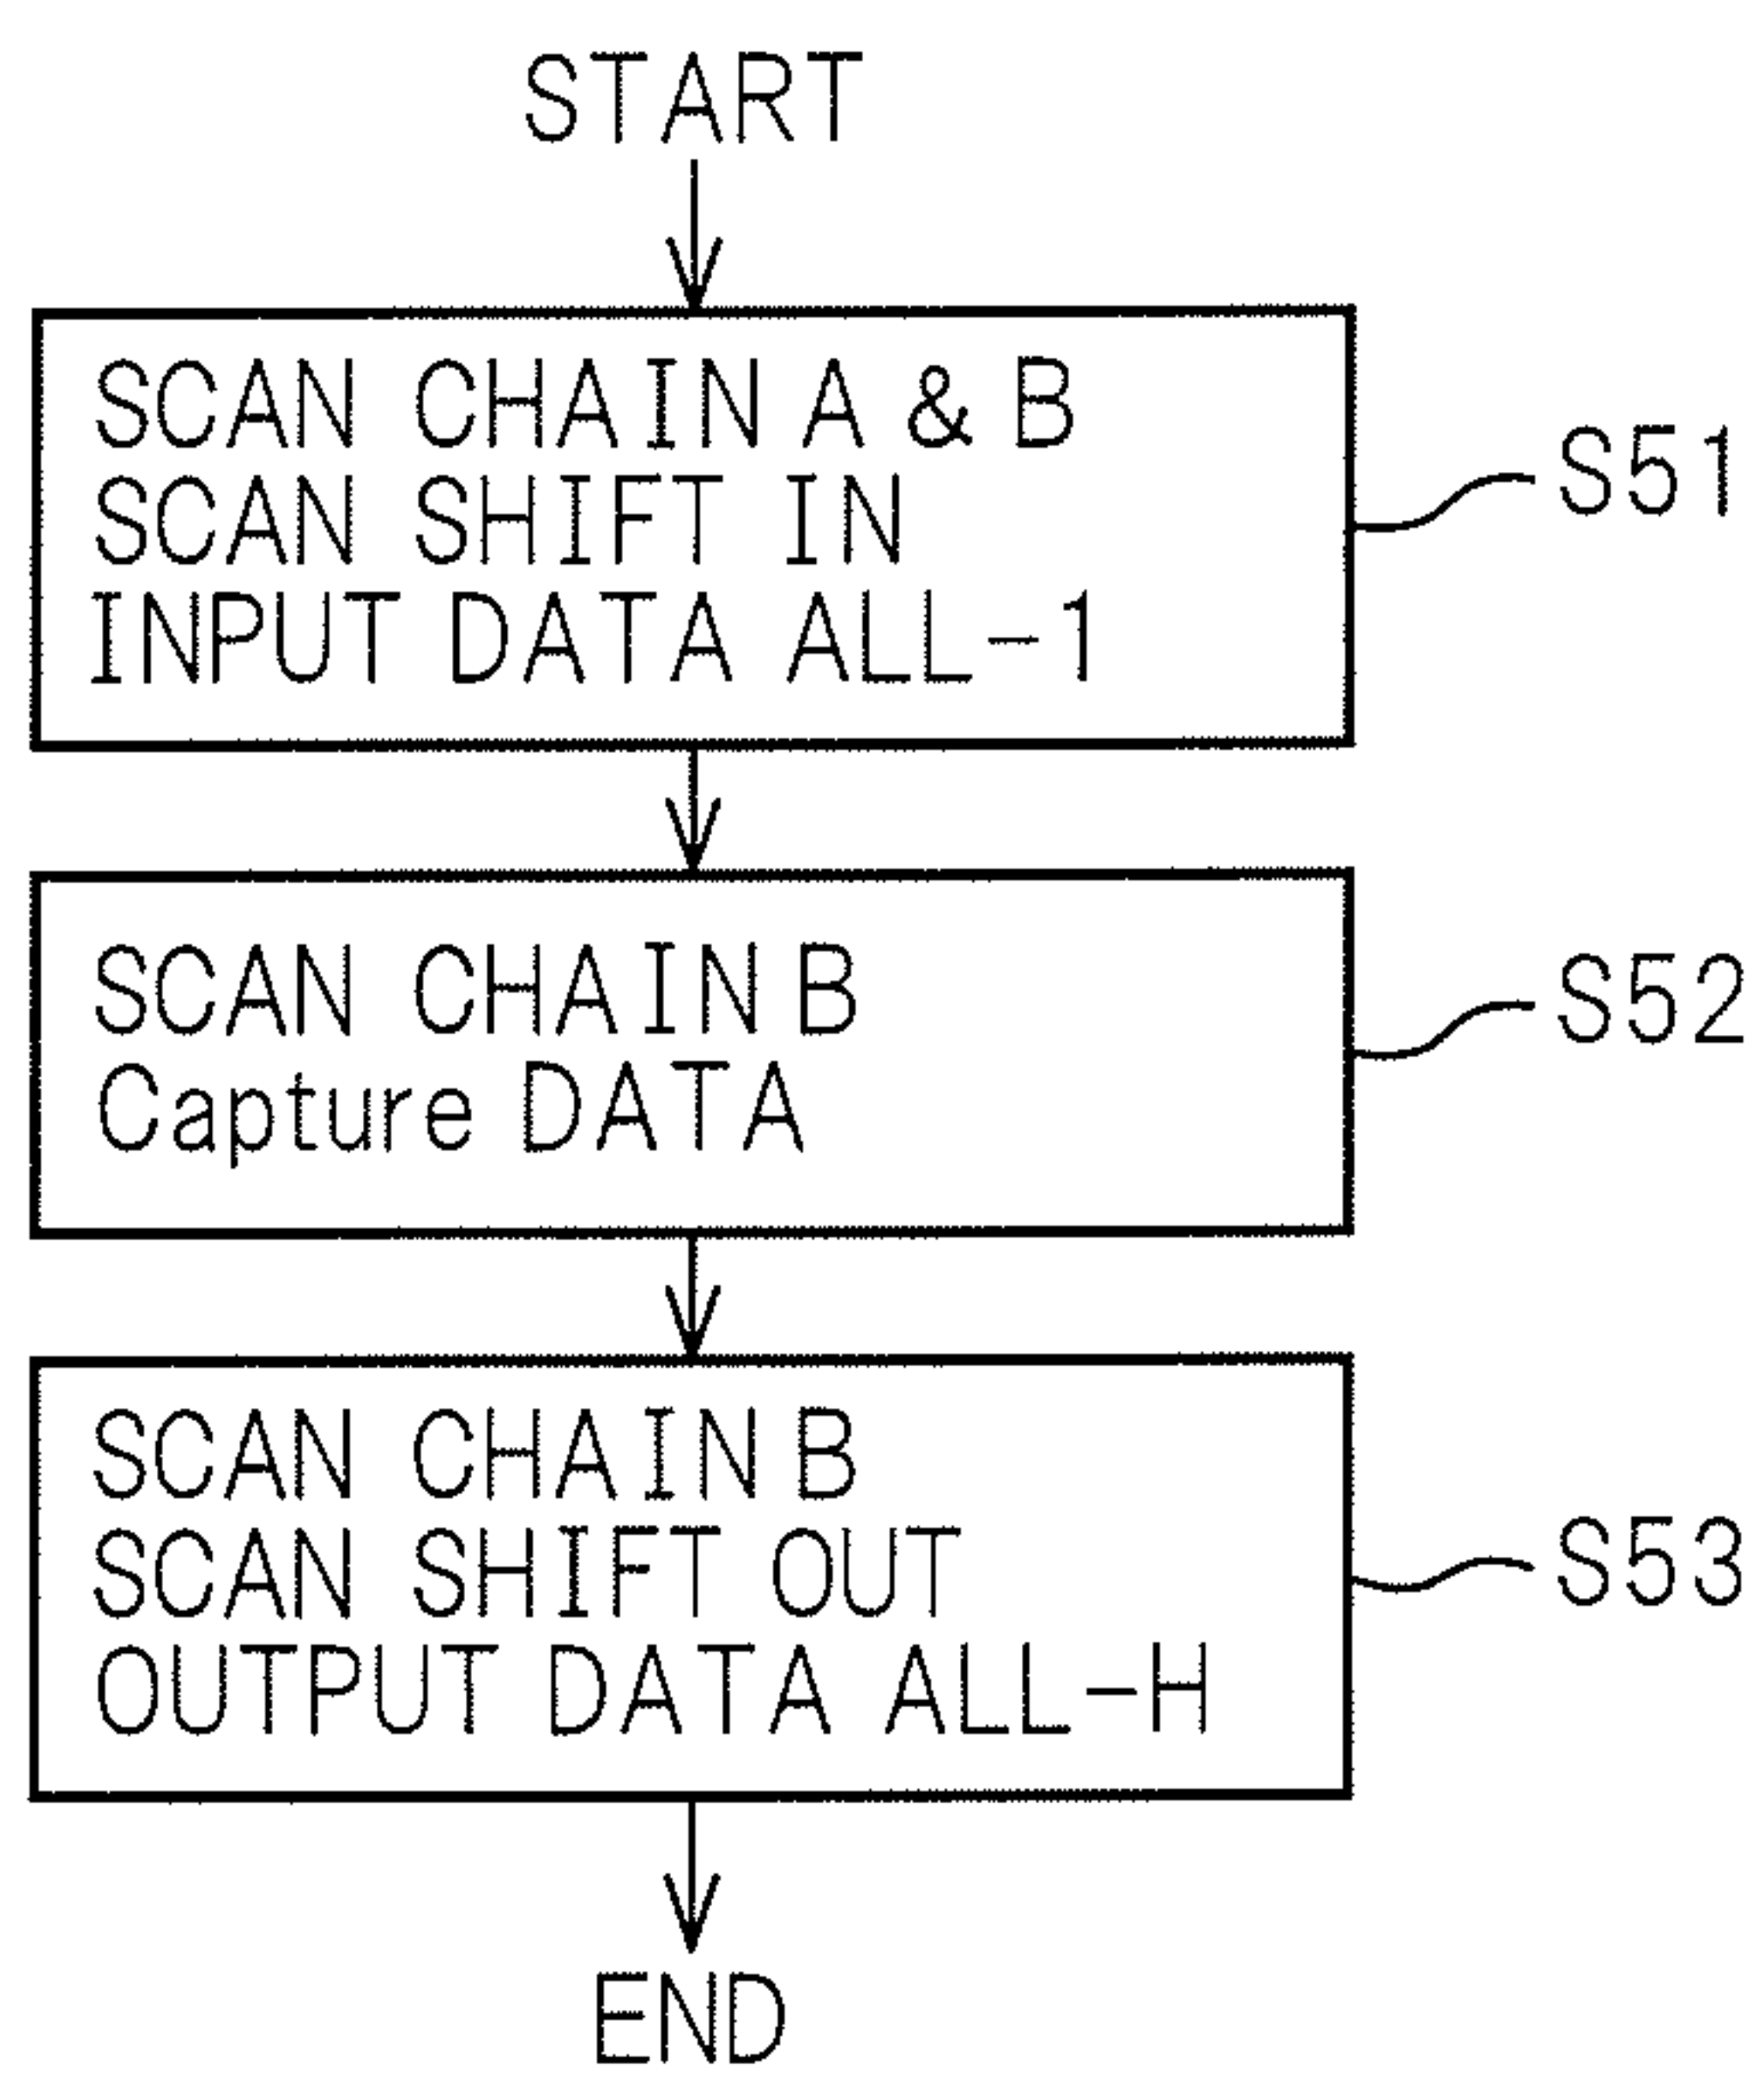 START
SCAN CHAIN A & B
SCAN SHIFT IN
INPUT DATA ALL-1
S51
SCAN CHAIN B
Capture DATA
S52
SCAN CHAIN B
SCAN SHIFT OUT
OUTPUT DATA ALL-H
S53
END